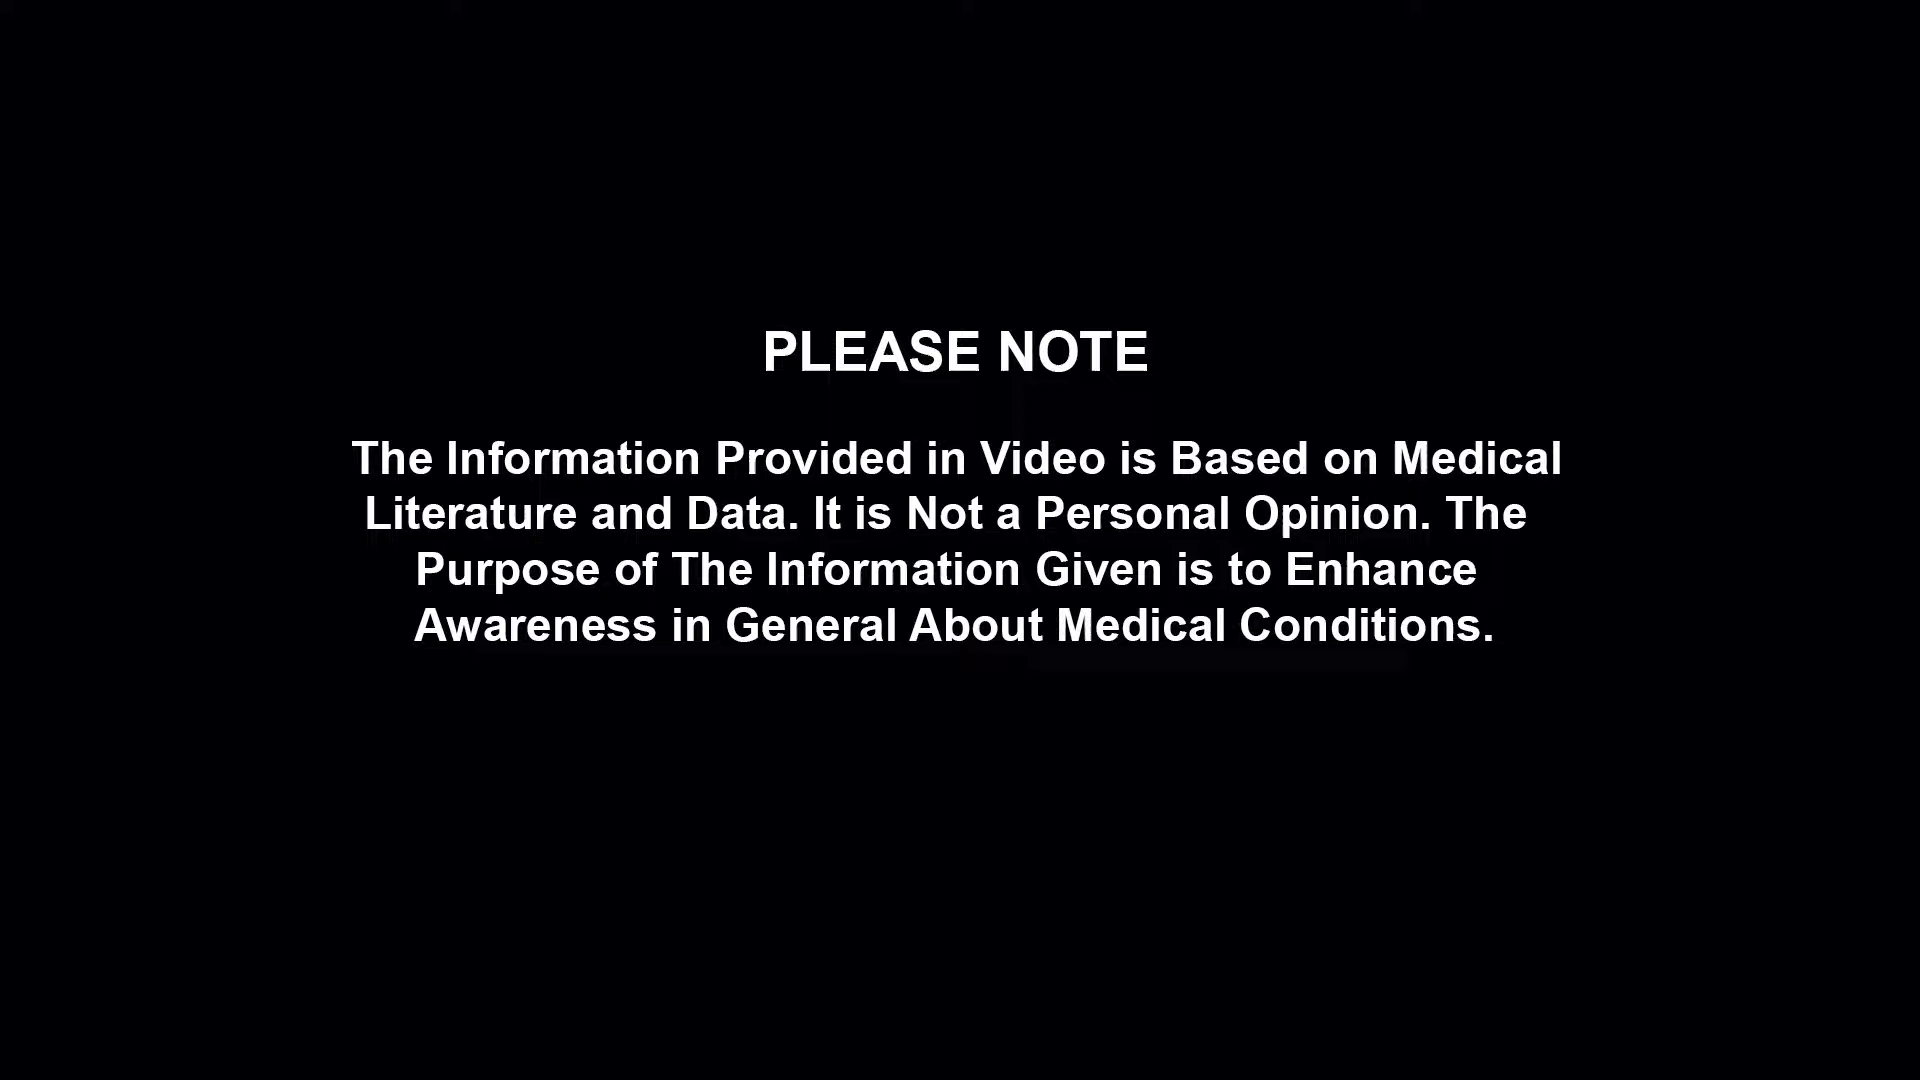 PLEASE NOTE
The Information Provided in Video is Based on Medical
Literature and Data. It is Not a Personal Opinion. The
Purpose of The Information Given is to Enhance
Awareness in General About Medical Conditions.